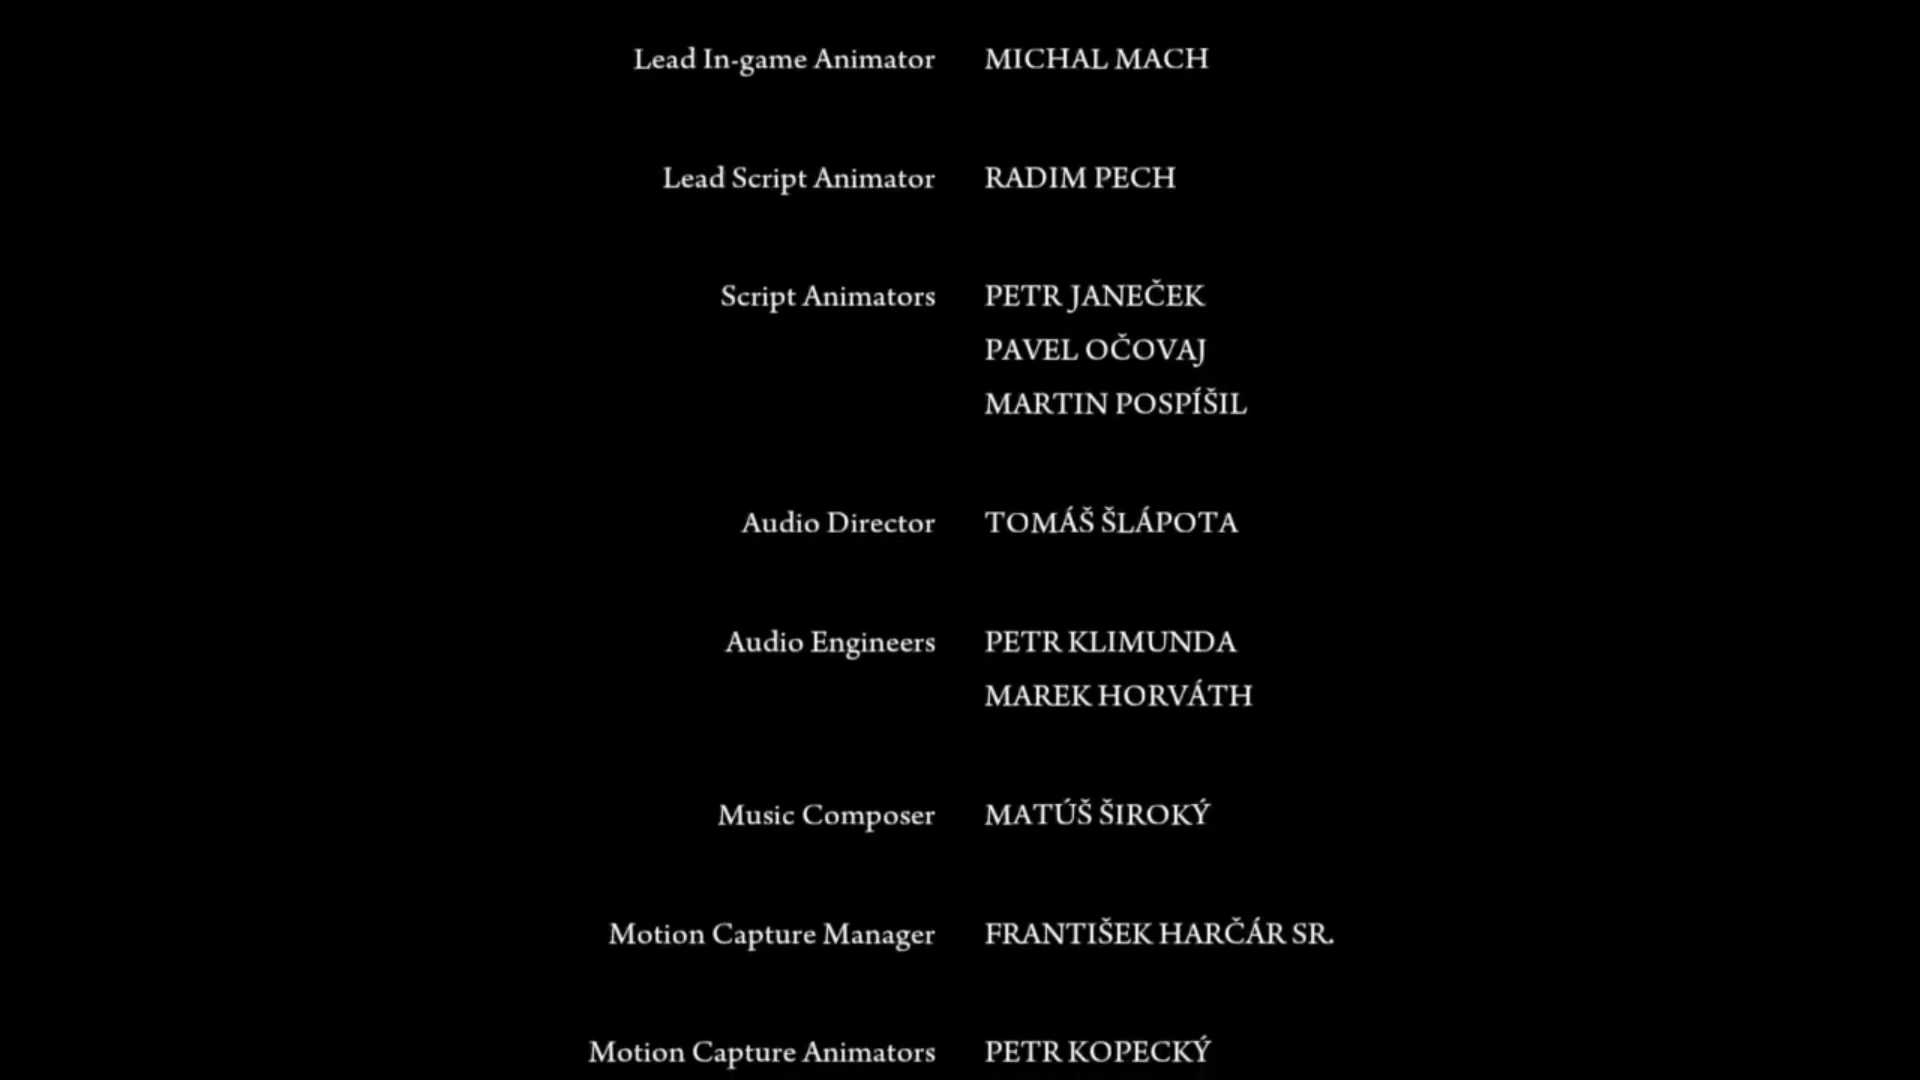 Lead In-game Animator MICHAL MACH
Lead Script Animator RADIM PECH
Script Animators PETR JANEČEK
PAVEL OČOVAJ
MARTIN POSPÍŠIL
Audio Director TOMÁŠ ŠLÁPOTA
Audio Engineers PETR KLIMUNDA
MAREK HORVÁTH
Music Composer MATÚŠ ŠIROKÝ
Motion Capture Manager FRANTIŠEK HARČÁR SR.
Motion Capture Animators PETR KOPECKÝ